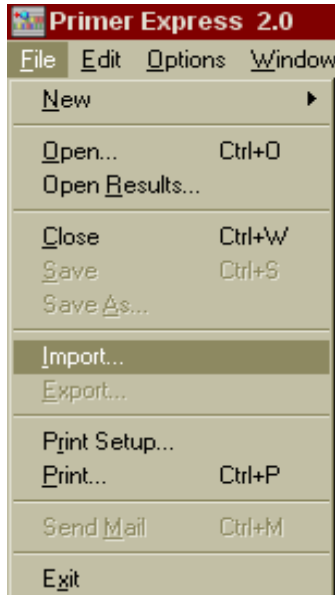 Primer Express 2.0
File Edit Options Window
New
Open... Ctrl+O
Open Results...
Close Ctrl+W
Save Ctrl+S
Save As...
Import...
Export...
Print Setup...
Print... Ctrl+P
Send Mail Ctrl+M
Exit